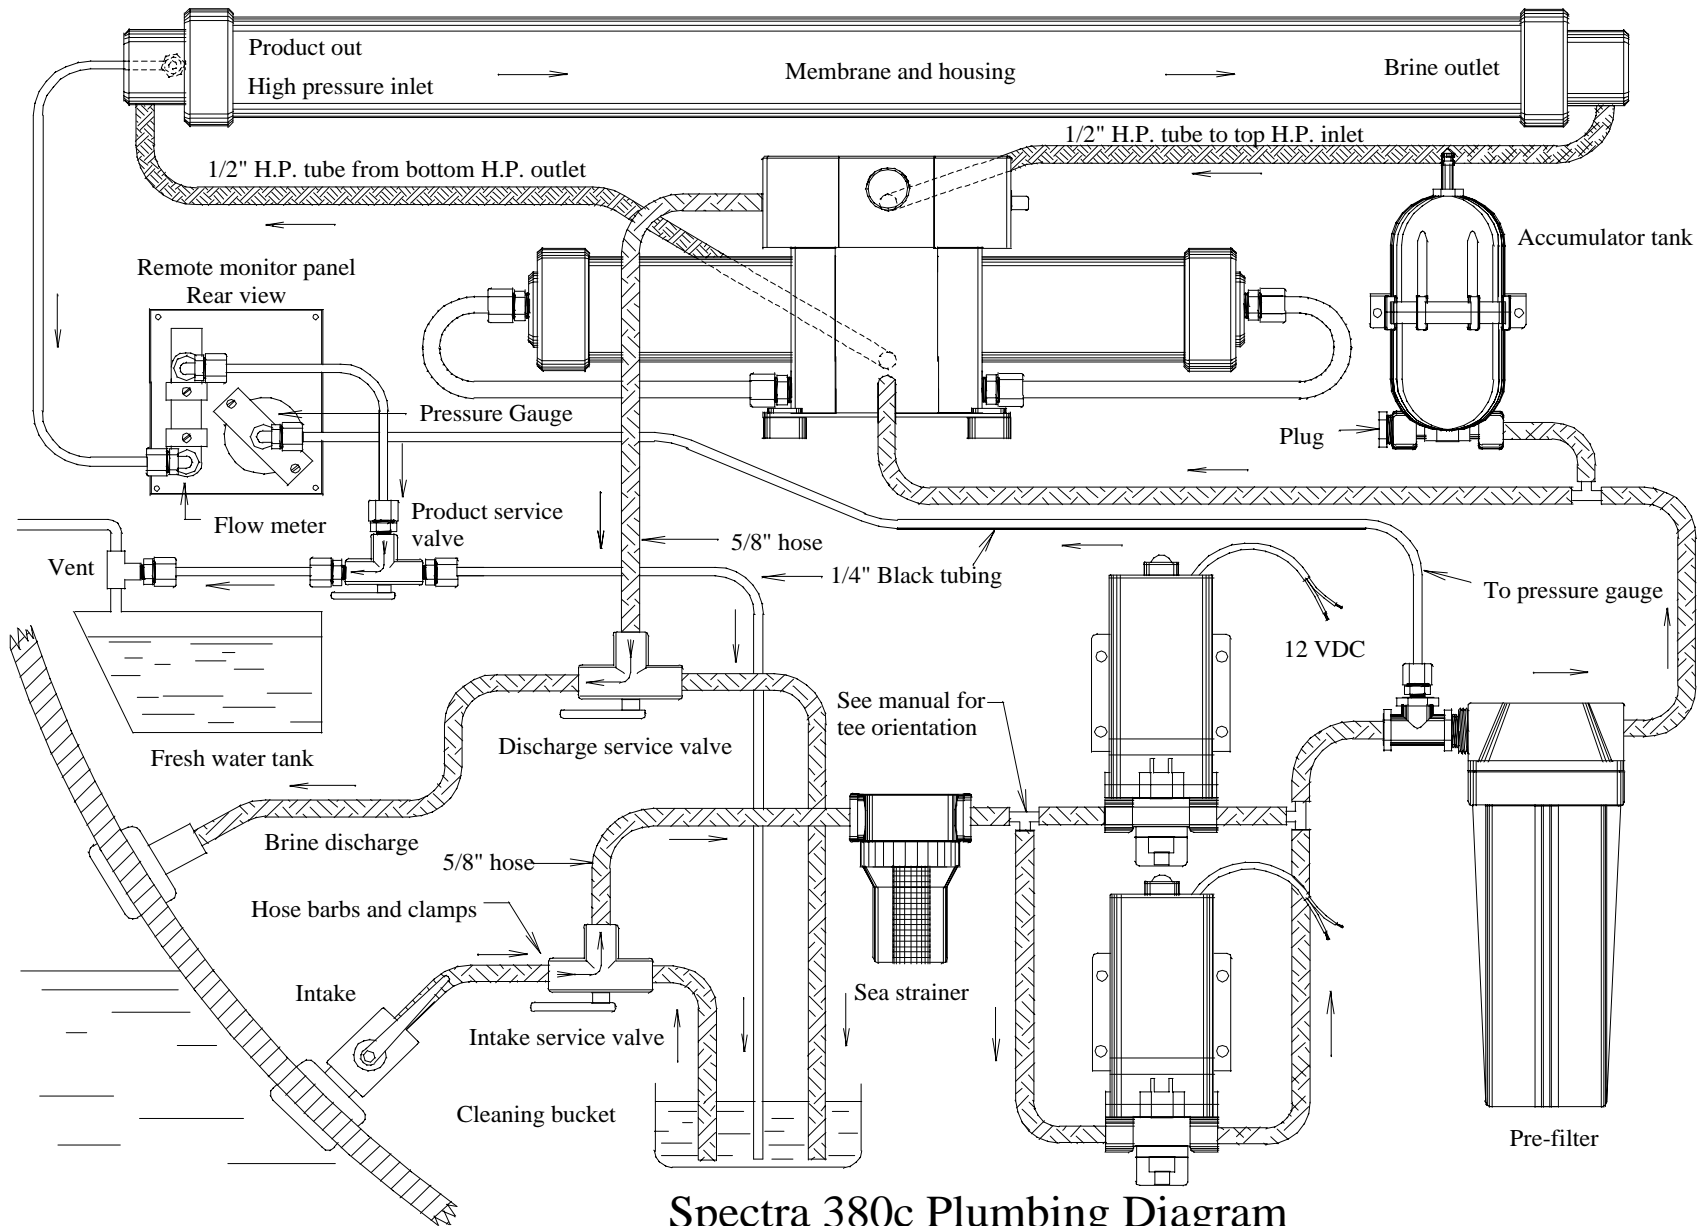 Product out
High pressure inlet
Membrane and housing
Brine outlet
1/2" H.P. tube to top H.P. inlet
1/2" H.P. tube from bottom H.P. outlet
Accumulator tank
Remote monitor panel
Rear view
Pressure Gauge
Plug
Flow meter
Product service
valve
5/8" hose
Vent
1/4" Black tubing
To pressure gauge
12 VDC
See manual for
tee orientation
Discharge service valve
Fresh water tank
Brine discharge
5/8" hose
Hose barbs and clamps
Intake
Sea strainer
Intake service valve
Cleaning bucket
Pre-filter
Spectra 380c Plumbing Diagram